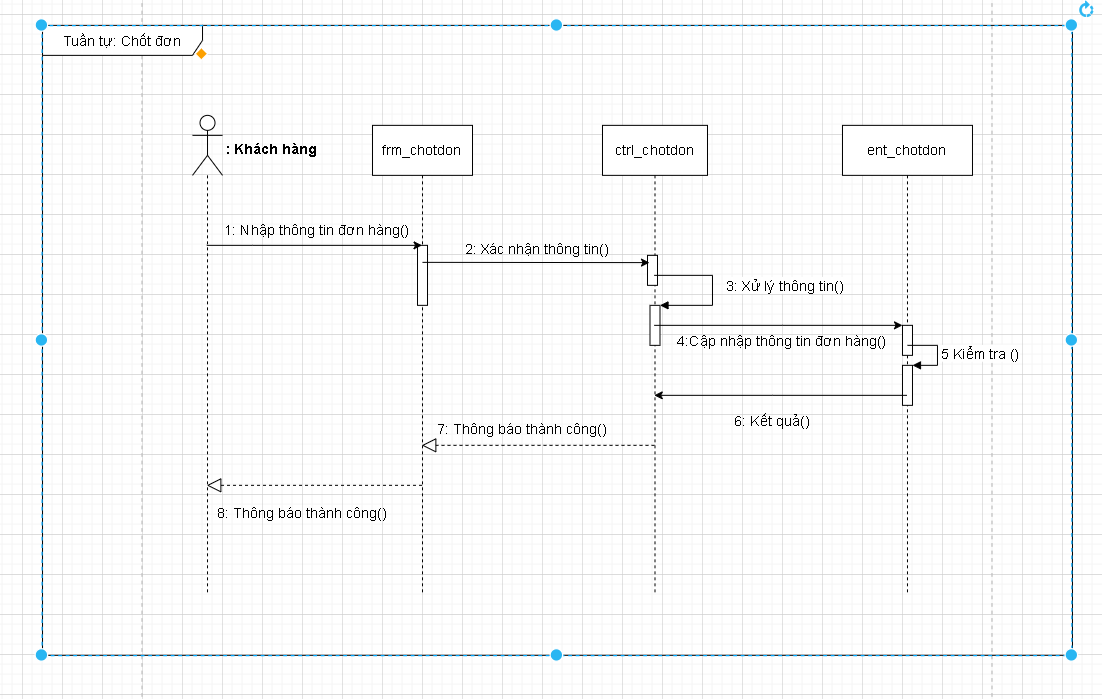 Tuần tự: Chốt đơn
: Khách hàng
frm_chotdon
ctrl_chotdon
ent_chotdon
1: Nhập thông tin đơn hàng()
2: Xác nhận thông tin()
3: Xử lý thông tin()
4:Cập nhập thông tin đơn hàng()
5 Kiểm tra ()
6: Kết quả()
7: Thông báo thành công()
8: Thông báo thành công()